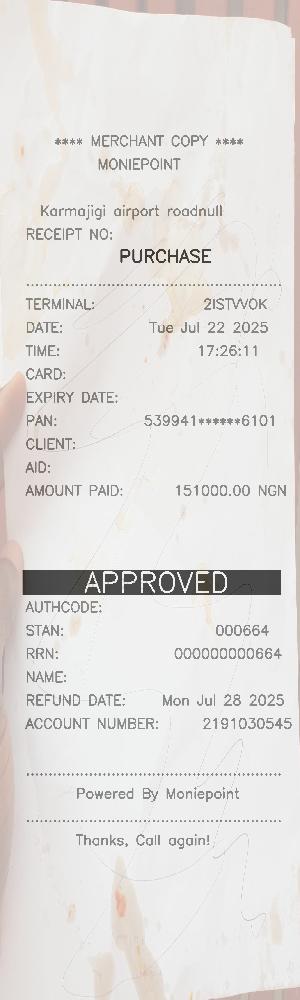 **** MERCHANT COPY ****
MONIEPOINT
Karmajigi airport roadnull
RECEIPT NO:
PURCHASE
TERMINAL: 2ISTVVOK
DATE: Tue Jul 22 2025
TIME: 17:26:11
CARD:
EXPIRY DATE:
PAN: 539941******6101
CLIENT:
AID:
AMOUNT PAID: 151000.00 NGN
APPROVED
AUTHCODE:
STAN: 000664
RRN: 000000000664
NAME:
REFUND DATE: Mon Jul 28 2025
ACCOUNT NUMBER: 2191030545
Powered By Moniepoint
Thanks, Call again!